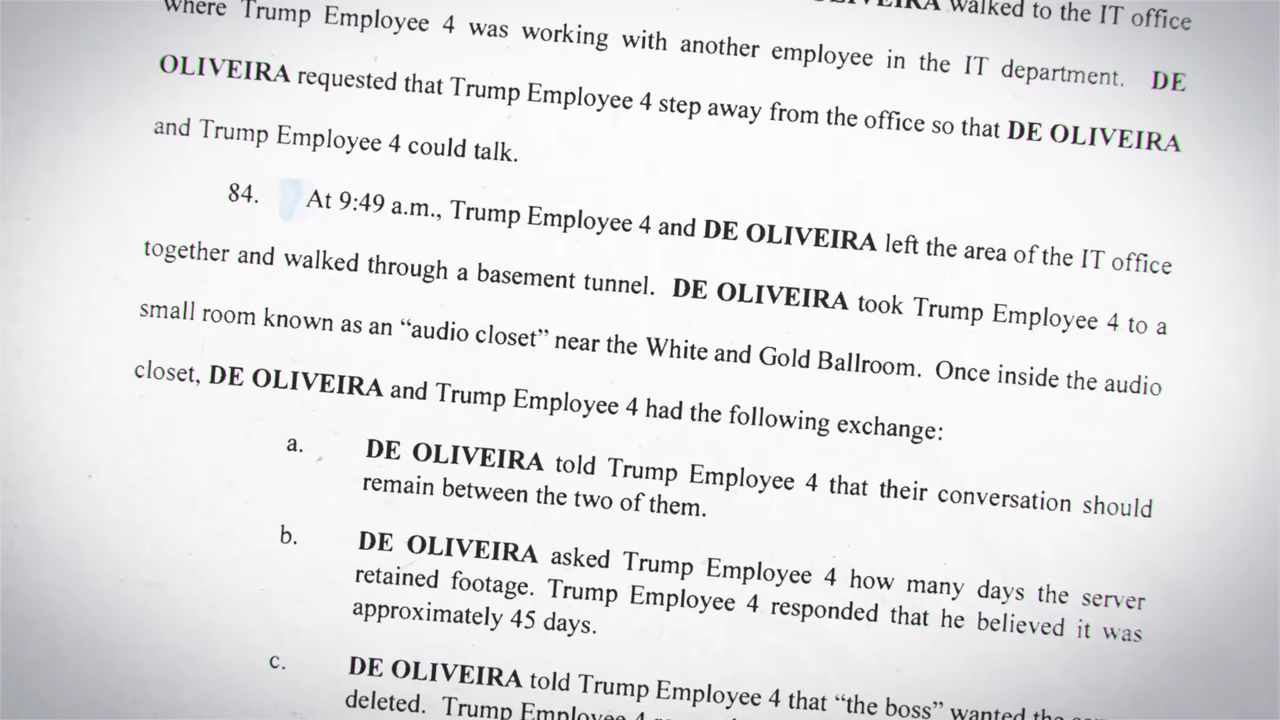 walked to the IT office
where Trump Employee 4 was working with another employee in the IT department. DE
OLIVEIRA requested that Trump Employee 4 step away from the office so that DE OLIVEIRA
and Trump Employee 4 could talk.
84. At 9:49 a.m., Trump Employee 4 and DE OLIVEIRA left the area of the IT office
together and walked through a basement tunnel. DE OLIVEIRA took Trump Employee 4 to a
small room known as an “audio closet” near the White and Gold Ballroom. Once inside the audio
closet, DE OLIVEIRA and Trump Employee 4 had the following exchange:
a. DE OLIVEIRA told Trump Employee 4 that their conversation should
remain between the two of them.
b. DE OLIVEIRA asked Trump Employee 4 how many days the server
retained footage. Trump Employee 4 responded that he believed it was
approximately 45 days.
c. DE OLIVEIRA told Trump Employee 4 that “the boss” wanted the
deleted. Trump Employee 4